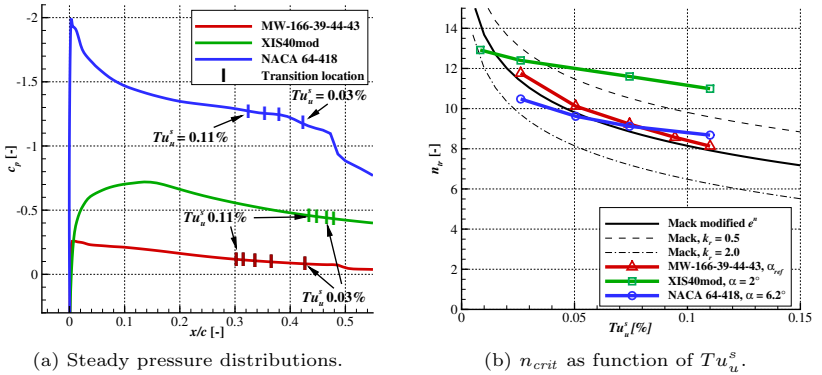 a)
MW-166-39-44-43
XIS40mod
NACA 64-418
Transition location
-2
-1.5
-1
-0.5
0
c_p [-]
Tu_u^s = 0.03%
Tu_u^s = 0.11%
Tu_u^s 0.11%
Tu_u^s 0.03%
0 0.1 0.2 0.3 0.4 0.5
x/c [-]
(a) Steady pressure distributions.
b)
14
12
10
8
6
4
2
0
n_tr [-]
Mack modified e^n
Mack, k_r = 0.5
Mack, k_r = 2.0
MW-166-39-44-43, α_ref
XIS40mod, α = 2°
NACA 64-418, α = 6.2°
0 0.05 0.1 0.15
Tu_u^s [%]
(b) n_crit as function of Tu_u^s.